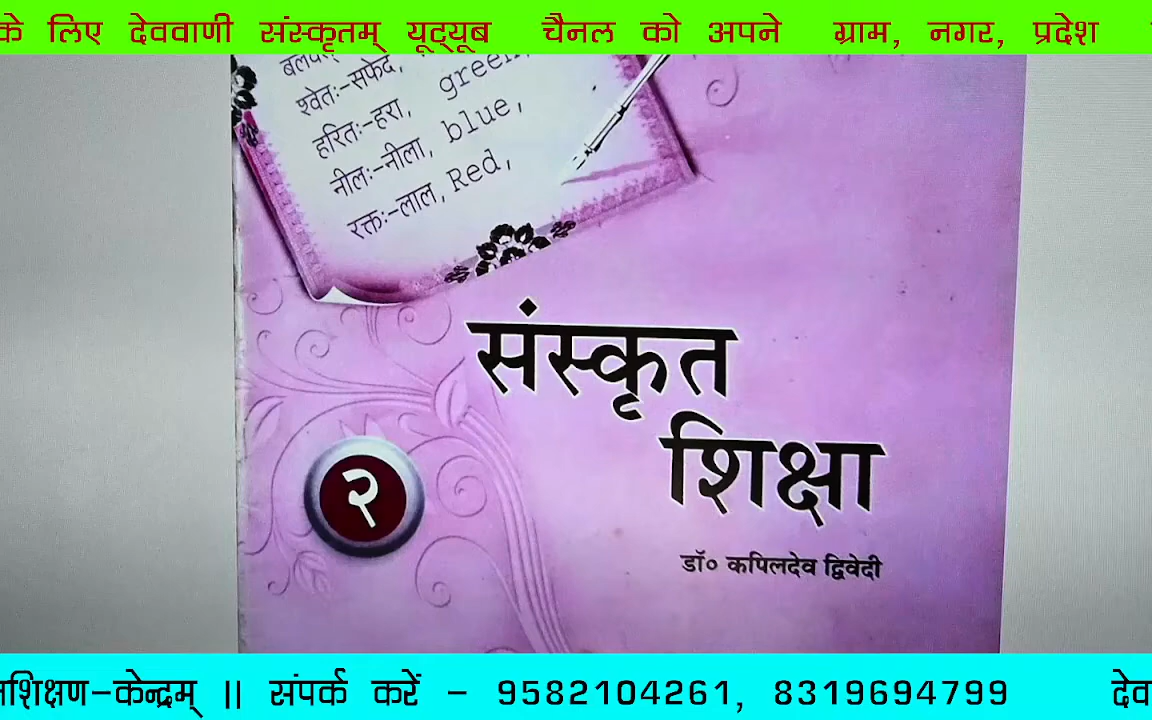 के लिए देववाणी संस्कृतम् यूट्यूब चैनल को अपने ग्राम, नगर, प्रदेश
श्वेतः-सफेद,
हरितः-हरा, green,
नीलः-नीला, blue,
रक्तः-लाल, Red,
संस्कृत
शिक्षा
२
डॉ० कपिलदेव द्विवेदी
शिक्षण-केन्द्रम् || संपर्क करें - 9582104261, 8319694799 देव